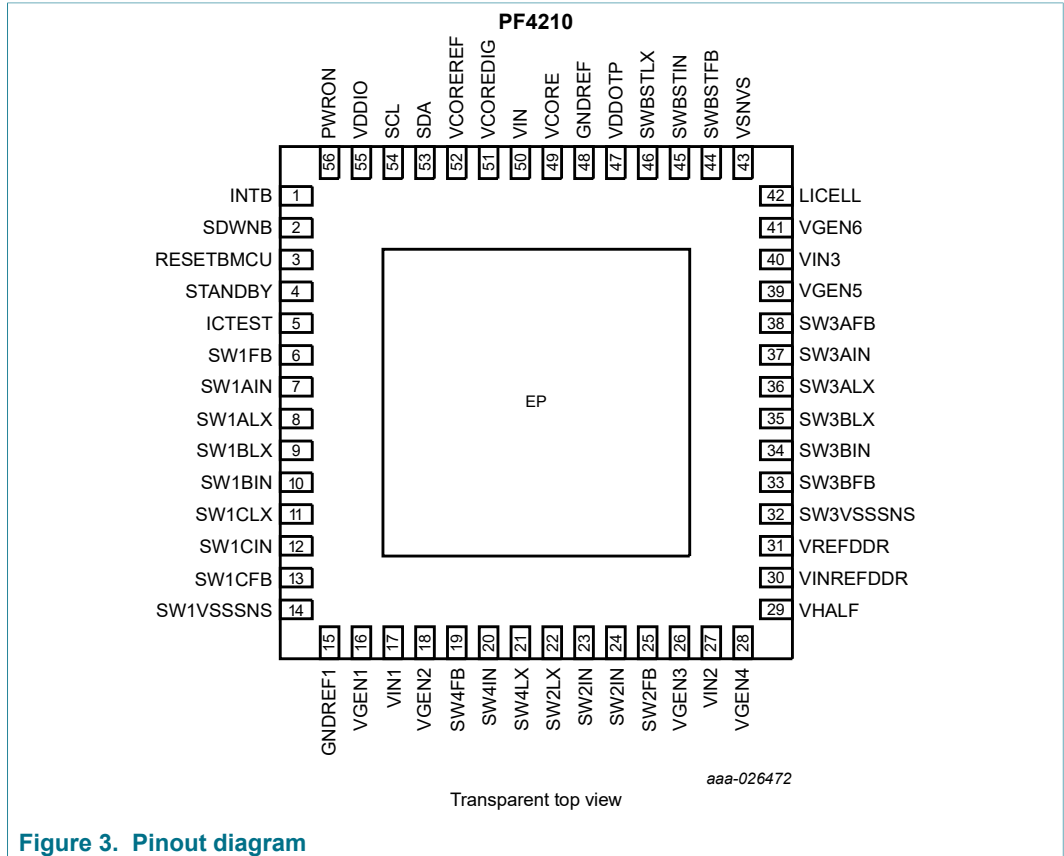 PF4210
PWRON
VDDIO
SCL
SDA
VCOREREF
VCOREDIG
VIN
VCORE
GNDREF
VDDOTP
SWBSTLX
SWBSTIN
SWBSTFB
VSNVS
56
55
54
53
52
51
50
49
48
47
46
45
44
43
INTB 1
SDWNB 2
RESETBMCU 3
STANDBY 4
ICTEST 5
SW1FB 6
SW1AIN 7
SW1ALX 8
SW1BLX 9
SW1BIN 10
SW1CLX 11
SW1CIN 12
SW1CFB 13
SW1VSSSNS 14
EP
42 LICELL
41 VGEN6
40 VIN3
39 VGEN5
38 SW3AFB
37 SW3AIN
36 SW3ALX
35 SW3BLX
34 SW3BIN
33 SW3BFB
32 SW3VSSSNS
31 VREFDDR
30 VINREFDDR
29 VHALF
15
16
17
18
19
20
21
22
23
24
25
26
27
28
GNDREF1
VGEN1
VIN1
VGEN2
SW4FB
SW4IN
SW4LX
SW2LX
SW2IN
SW2IN
SW2FB
VGEN3
VIN2
VGEN4
aaa-026472
Transparent top view
Figure 3. Pinout diagram